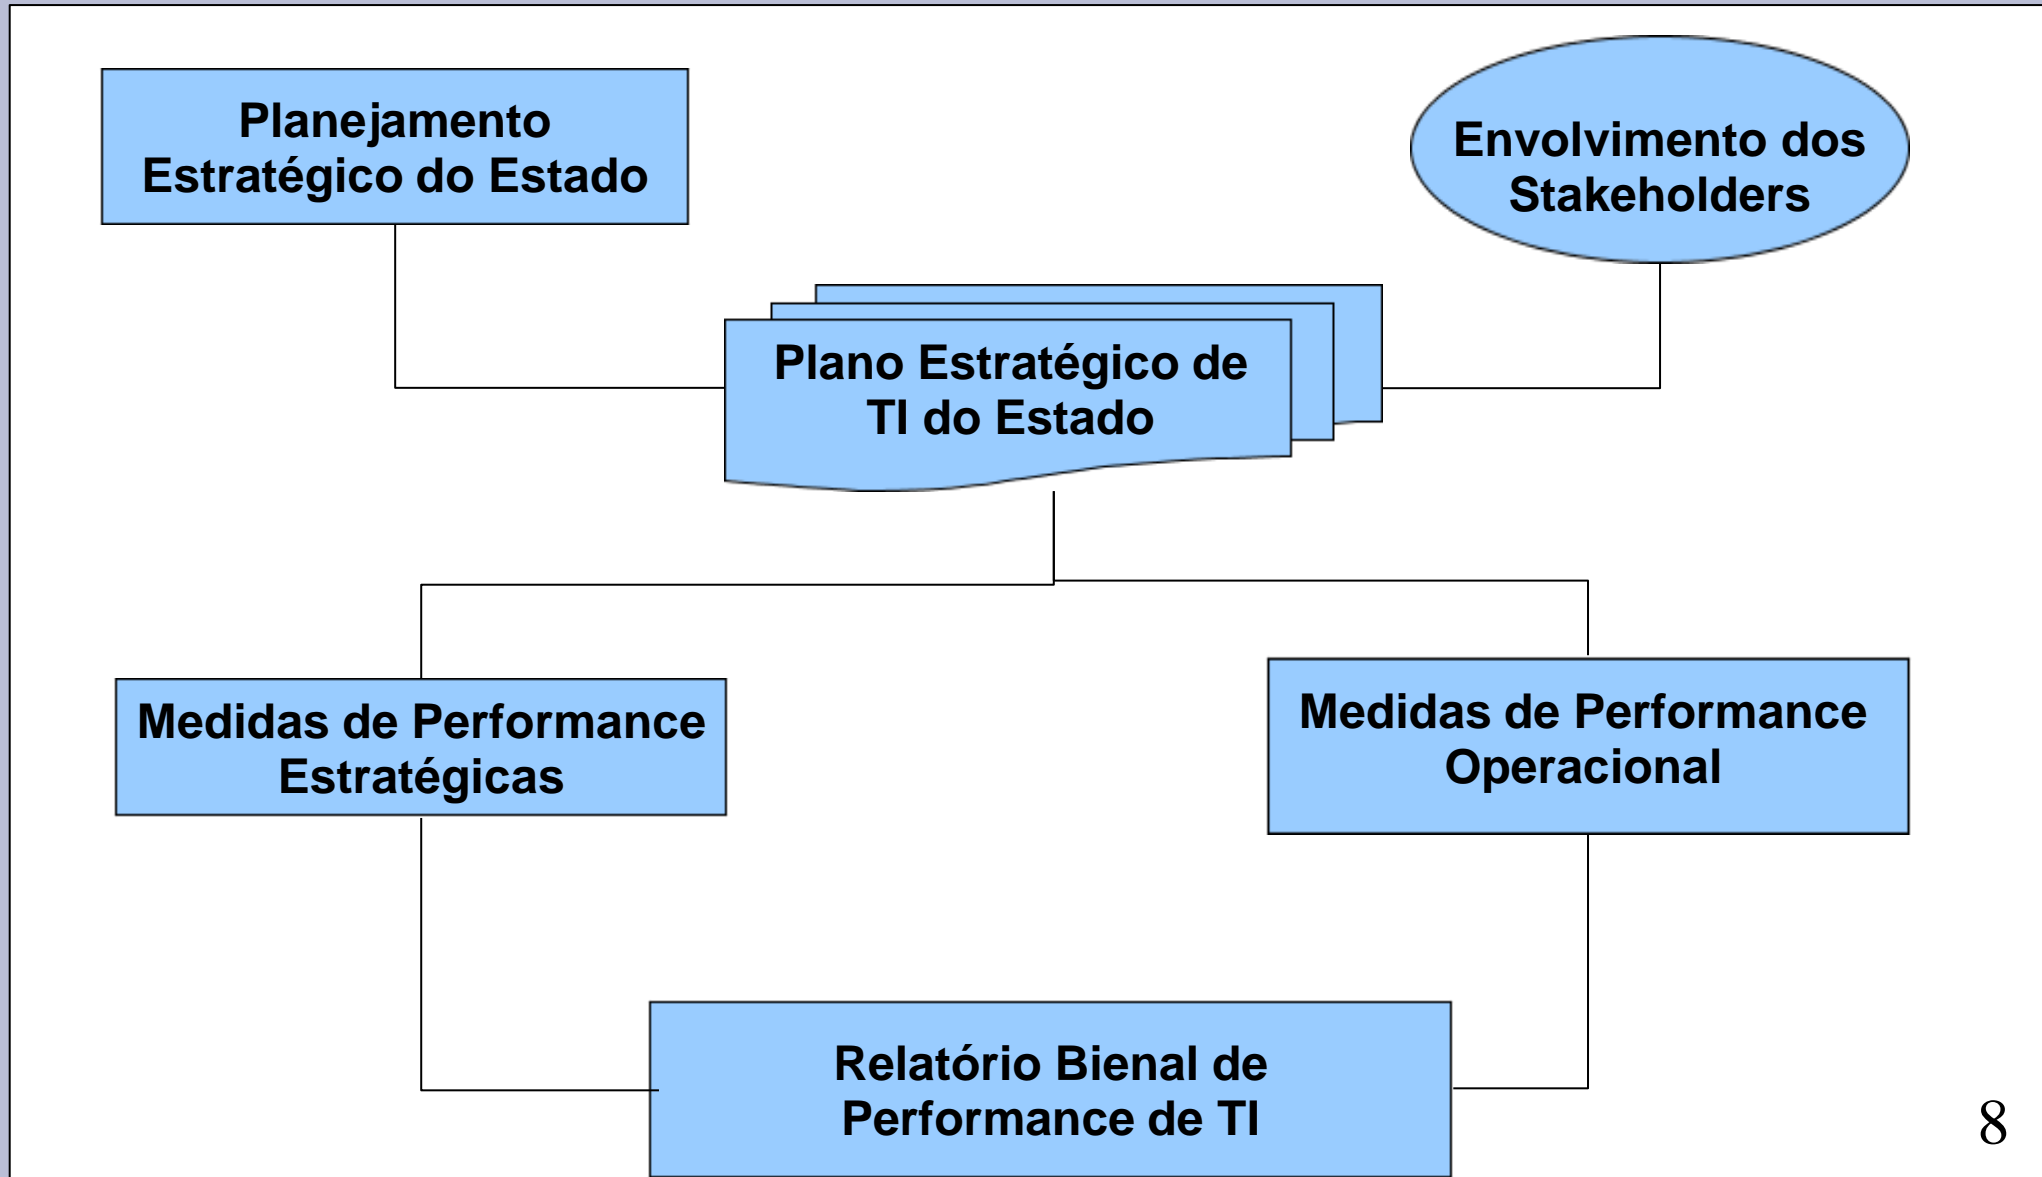 Planejamento
Estratégico do Estado
Envolvimento dos
Stakeholders
Plano Estratégico de
TI do Estado
Medidas de Performance
Estratégicas
Medidas de Performance
Operacional
Relatório Bienal de
Performance de TI
8